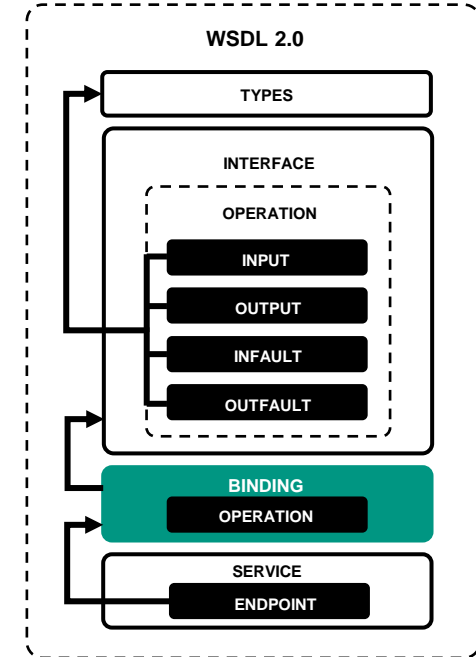 WSDL 2.0
TYPES
INTERFACE
OPERATION
INPUT
OUTPUT
INFAULT
OUTFAULT
BINDING
OPERATION
SERVICE
ENDPOINT